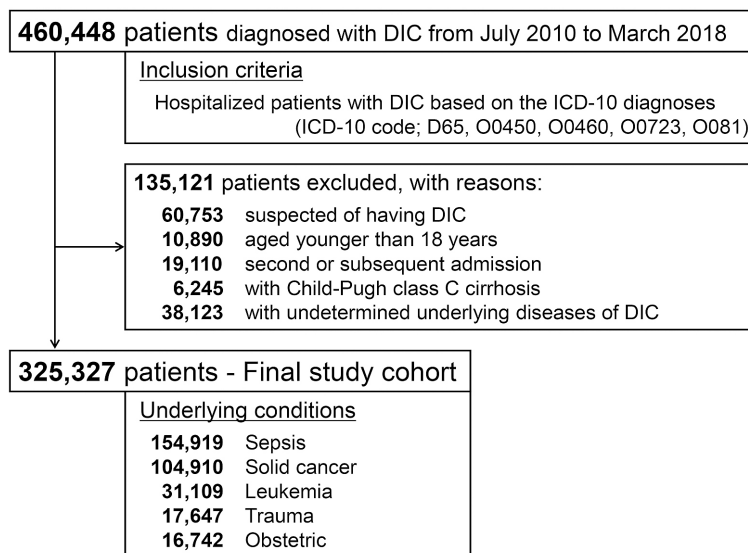 460,448 patients diagnosed with DIC from July 2010 to March 2018
Inclusion criteria
Hospitalized patients with DIC based on the ICD-10 diagnoses
(ICD-10 code; D65, O0450, O0460, O0723, O081)
135,121 patients excluded, with reasons:
60,753 suspected of having DIC
10,890 aged younger than 18 years
19,110 second or subsequent admission
6,245 with Child-Pugh class C cirrhosis
38,123 with undetermined underlying diseases of DIC
325,327 patients - Final study cohort
Underlying conditions
154,919 Sepsis
104,910 Solid cancer
31,109 Leukemia
17,647 Trauma
16,742 Obstetric